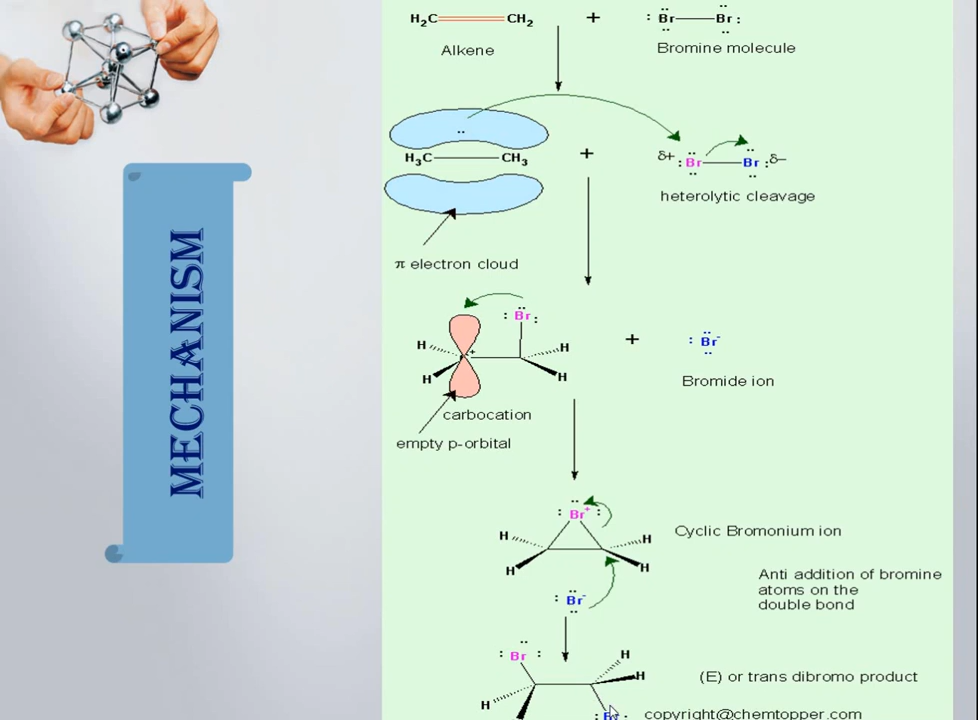 MECHANISM
H₂C CH₂ + :Br Br:
Alkene Bromine molecule
H₃C CH₃ + δ+ :Br Br: δ–
heterolytic cleavage
π electron cloud
:Br:
H + H + :Br⁻
H H
Bromide ion
carbocation
empty p-orbital
:Br⁺:
Cyclic Bromonium ion
H H
H H
Anti addition of bromine
atoms on the
double bond
:Br⁻
:Br: H
H (E) or trans dibromo product
H
:Br: copyright@chemtopper.com